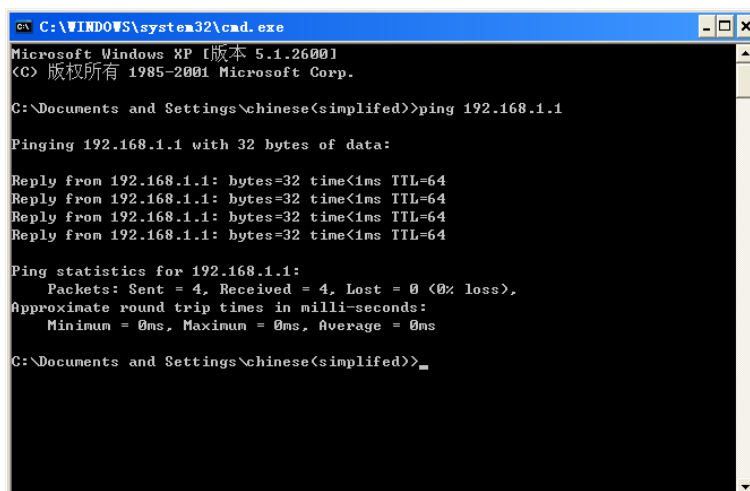 C:\WINDOWS\system32\cmd.exe
Microsoft Windows XP [版本 5.1.2600]
(C) 版权所有 1985-2001 Microsoft Corp.
C:\Documents and Settings\chinese(simplifed)>ping 192.168.1.1
Pinging 192.168.1.1 with 32 bytes of data:
Reply from 192.168.1.1: bytes=32 time<1ms TTL=64
Reply from 192.168.1.1: bytes=32 time<1ms TTL=64
Reply from 192.168.1.1: bytes=32 time<1ms TTL=64
Reply from 192.168.1.1: bytes=32 time<1ms TTL=64
Ping statistics for 192.168.1.1:
Packets: Sent = 4, Received = 4, Lost = 0 (0% loss),
Approximate round trip times in milli-seconds:
Minimum = 0ms, Maximum = 0ms, Average = 0ms
C:\Documents and Settings\chinese(simplifed)>_